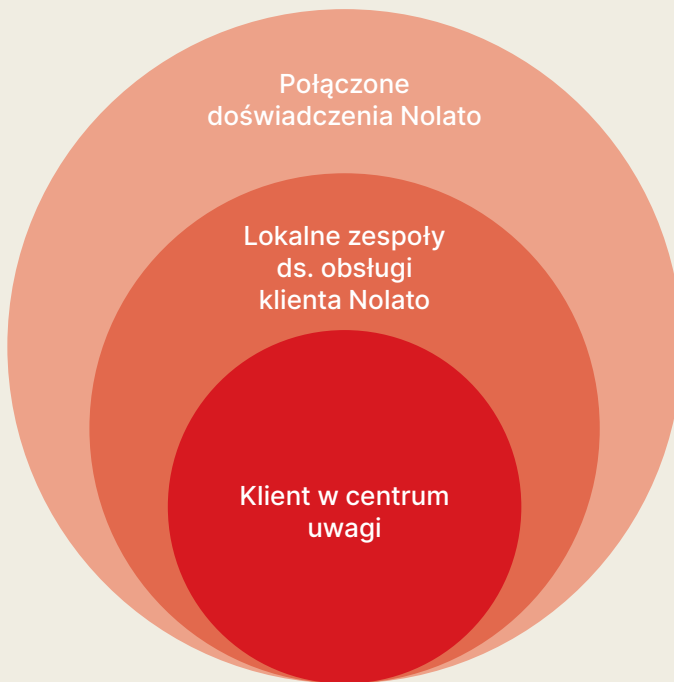 Połączone
doświadczenia Nolato
Lokalne zespoły
ds. obsługi
klienta Nolato
Klient w centrum
uwagi